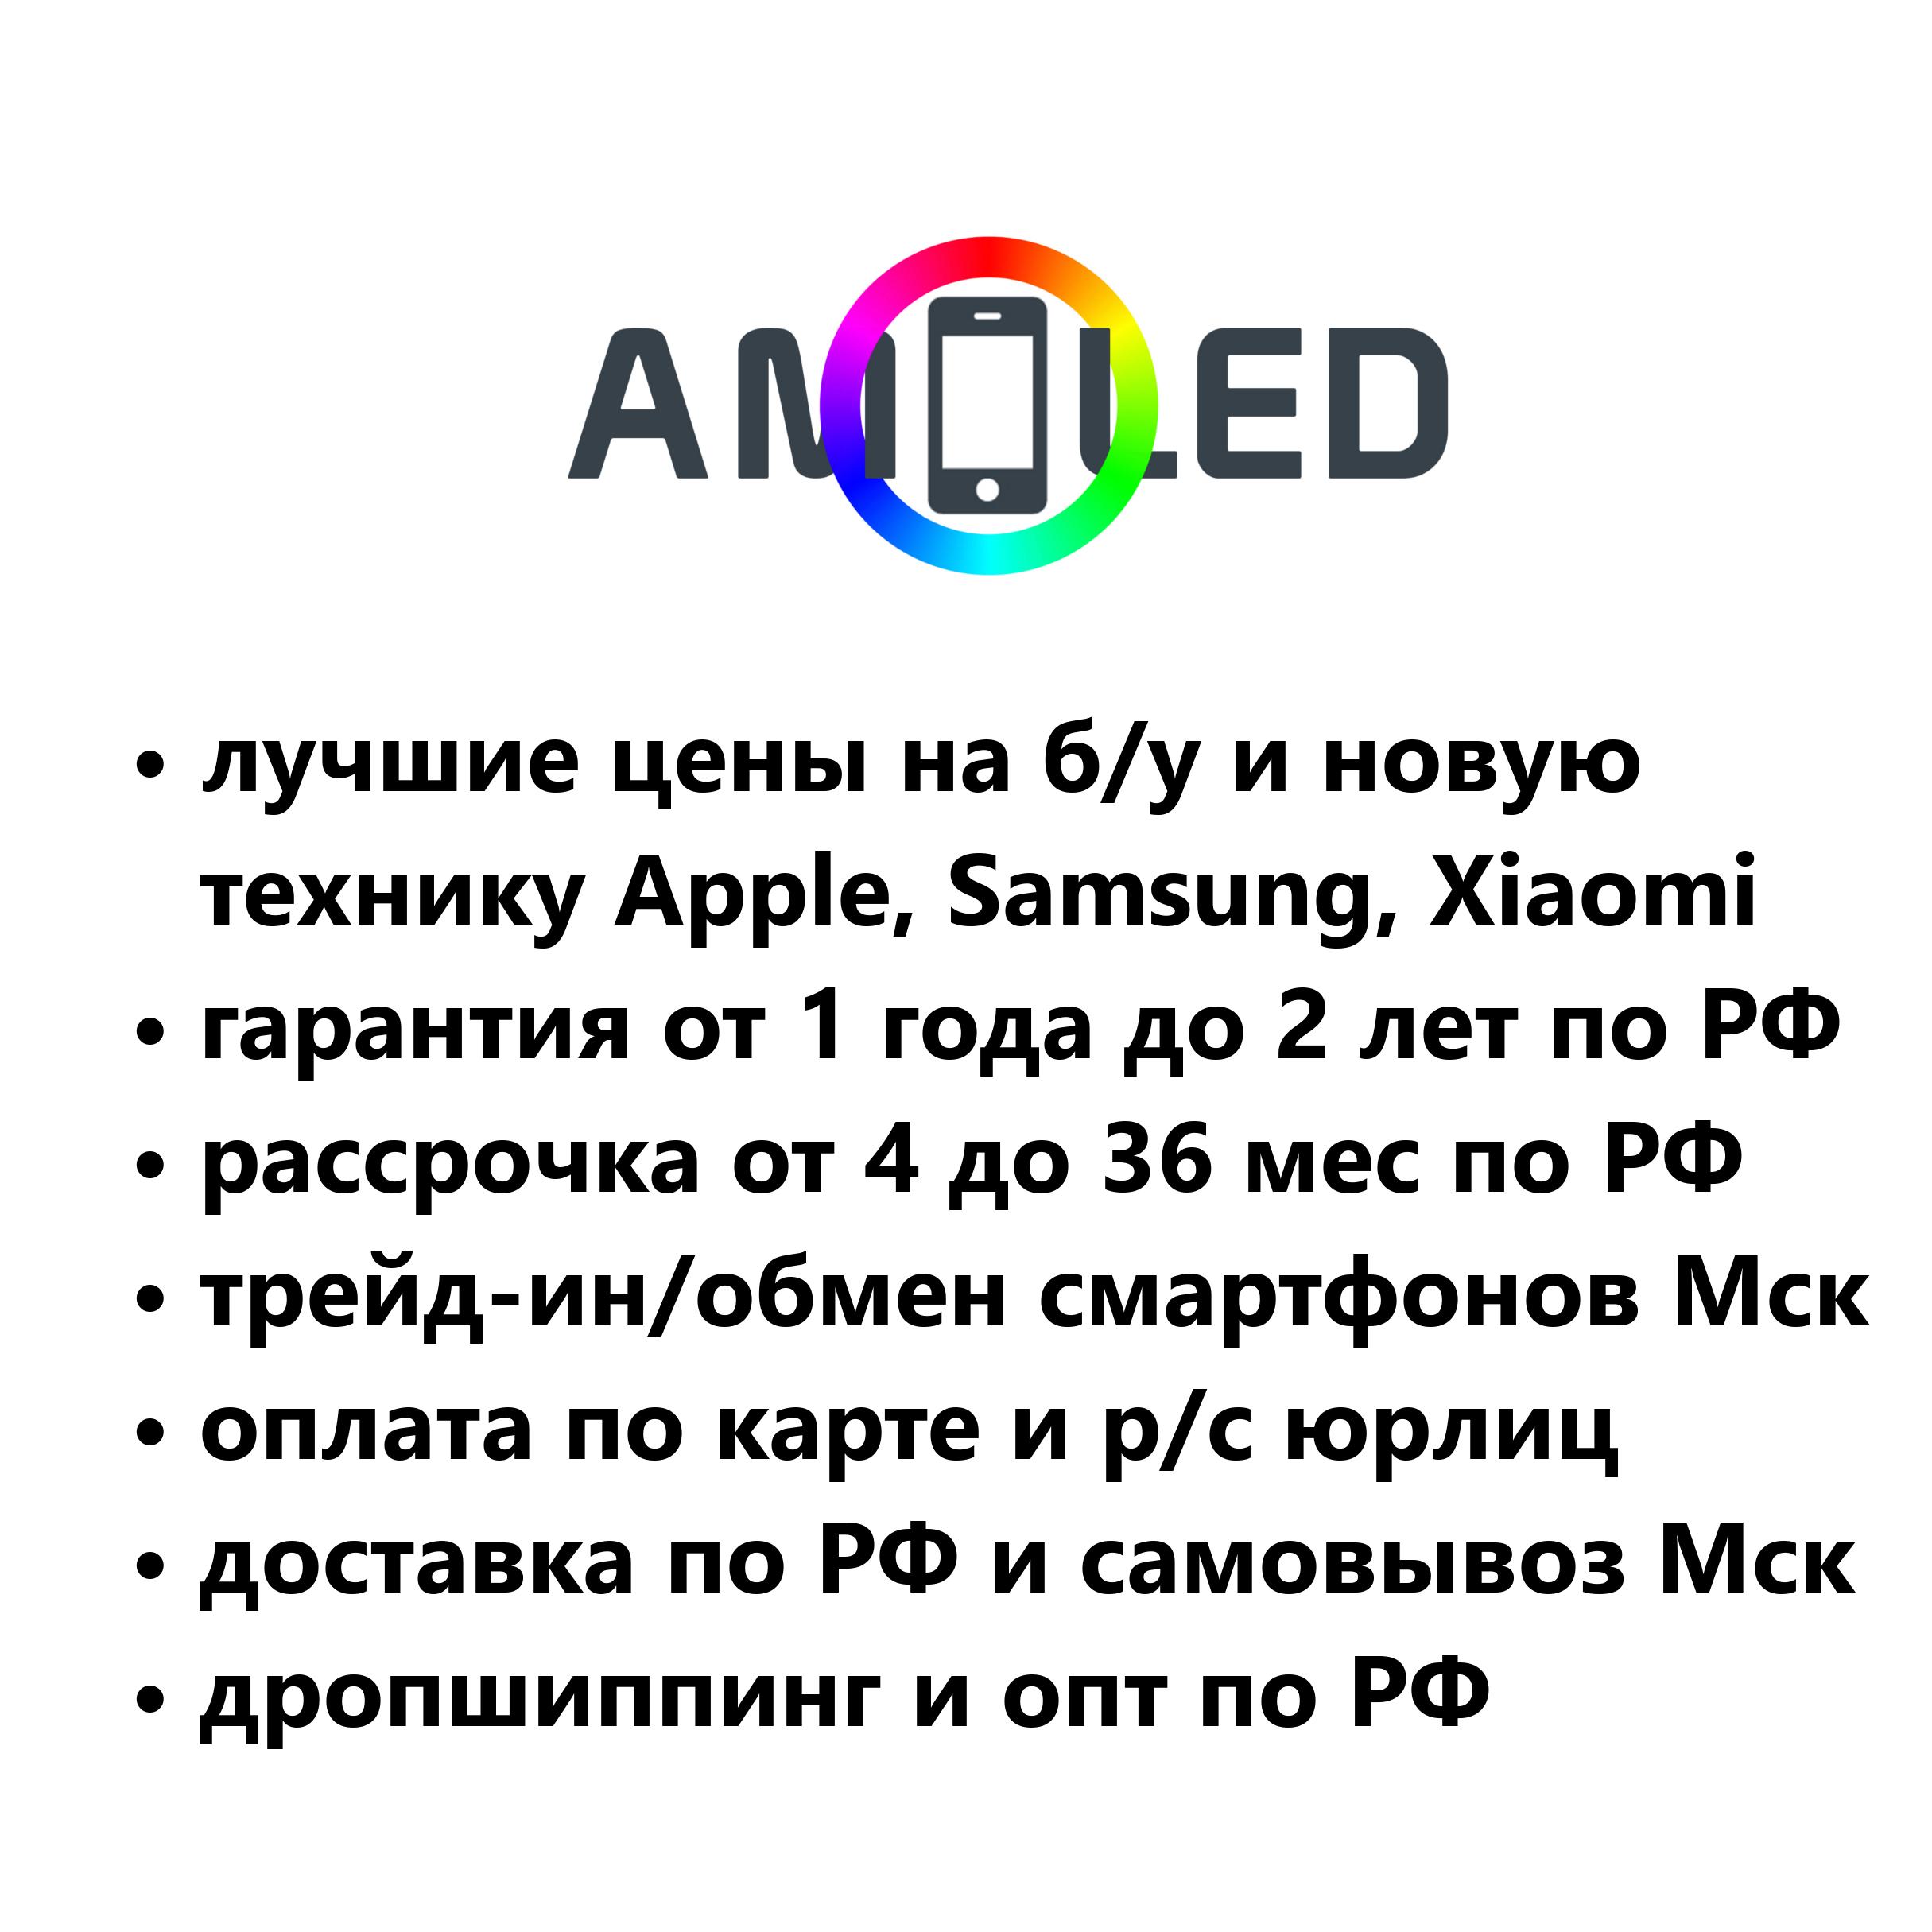 AMOLED
• лучшие цены на б/у и новую
технику Apple, Samsung, Xiaomi
• гарантия от 1 года до 2 лет по РФ
• рассрочка от 4 до 36 мес по РФ
• трейд-ин/обмен смартфонов Мск
• оплата по карте и р/с юрлиц
• доставка по РФ и самовывоз Мск
• дропшиппинг и опт по РФ